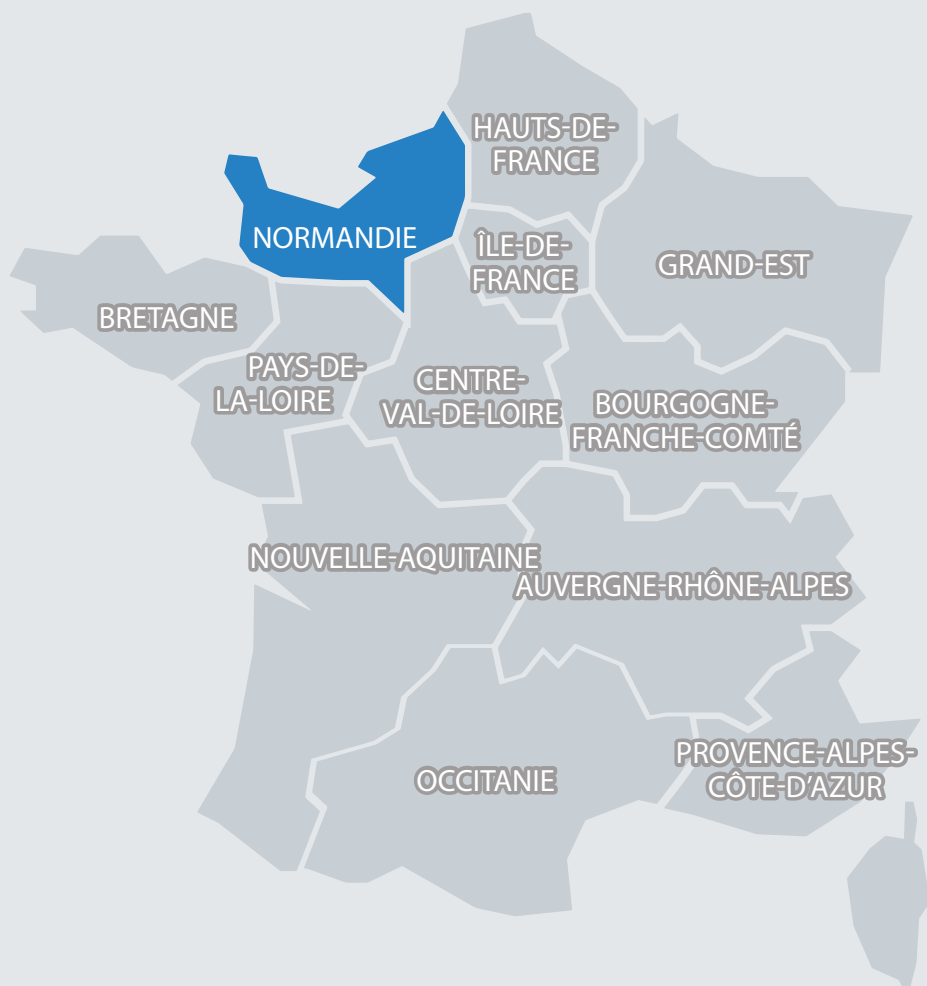 HAUTS-DE-
FRANCE
NORMANDIE
ÎLE-DE-
FRANCE
GRAND-EST
BRETAGNE
PAYS-DE-
LA-LOIRE
CENTRE-
VAL-DE-LOIRE
BOURGOGNE-
FRANCHE-COMTÉ
NOUVELLE-AQUITAINE
AUVERGNE-RHÔNE-ALPES
OCCITANIE
PROVENCE-ALPES-
CÔTE-D'AZUR